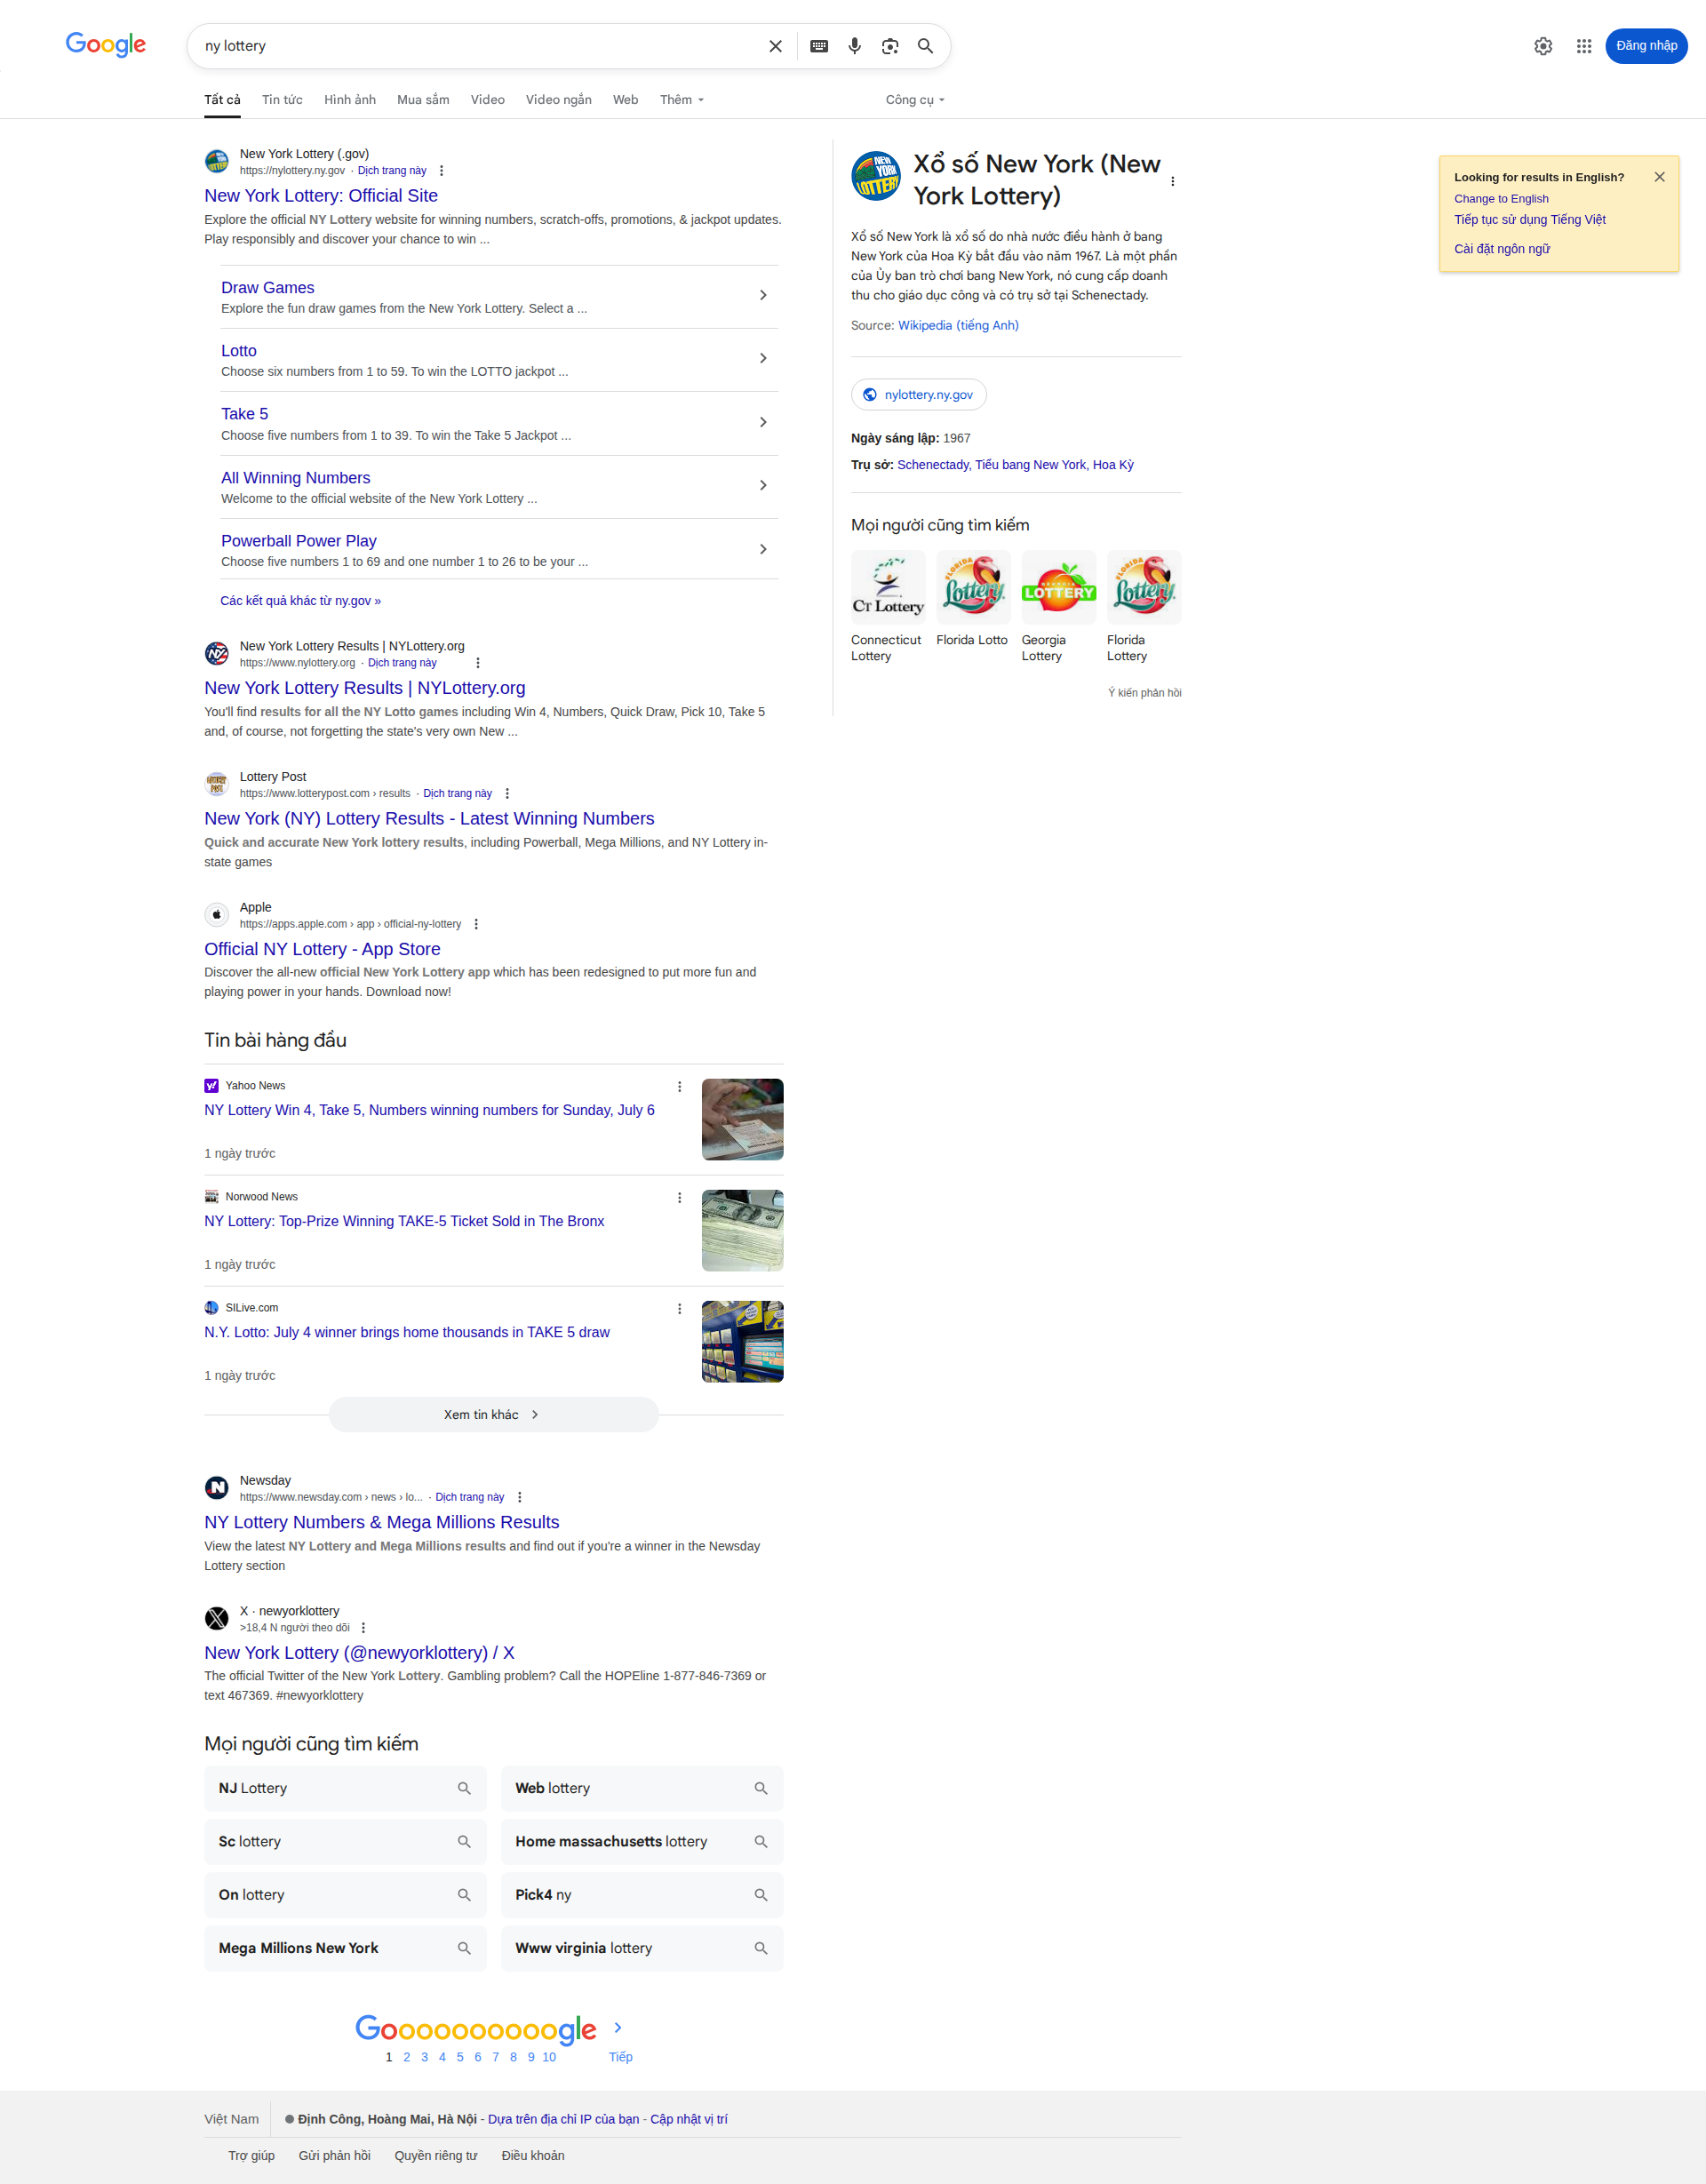 Google
ny lottery
Đăng nhập
Tất cả
Tin tức
Hình ảnh
Mua sắm
Video
Video ngắn
Web
Thêm
Công cụ
New York Lottery (.gov)
https://nylottery.ny.gov · Dịch trang này
New York Lottery: Official Site
Explore the official NY Lottery website for winning numbers, scratch-offs, promotions, & jackpot updates.
Play responsibly and discover your chance to win ...
Draw Games
Explore the fun draw games from the New York Lottery. Select a ...
Lotto
Choose six numbers from 1 to 59. To win the LOTTO jackpot ...
Take 5
Choose five numbers from 1 to 39. To win the Take 5 Jackpot ...
All Winning Numbers
Welcome to the official website of the New York Lottery ...
Powerball Power Play
Choose five numbers 1 to 69 and one number 1 to 26 to be your ...
Các kết quả khác từ ny.gov »
New York Lottery Results | NYLottery.org
https://www.nylottery.org · Dịch trang này
New York Lottery Results | NYLottery.org
You'll find results for all the NY Lotto games including Win 4, Numbers, Quick Draw, Pick 10, Take 5
and, of course, not forgetting the state's very own New ...
Lottery Post
https://www.lotterypost.com › results · Dịch trang này
New York (NY) Lottery Results - Latest Winning Numbers
Quick and accurate New York lottery results, including Powerball, Mega Millions, and NY Lottery in-
state games
Apple
https://apps.apple.com › app › official-ny-lottery
Official NY Lottery - App Store
Discover the all-new official New York Lottery app which has been redesigned to put more fun and
playing power in your hands. Download now!
Tin bài hàng đầu
Yahoo News
NY Lottery Win 4, Take 5, Numbers winning numbers for Sunday, July 6
1 ngày trước
Norwood News
NY Lottery: Top-Prize Winning TAKE-5 Ticket Sold in The Bronx
1 ngày trước
SILive.com
N.Y. Lotto: July 4 winner brings home thousands in TAKE 5 draw
1 ngày trước
Xem tin khác
Newsday
https://www.newsday.com › news › lo... · Dịch trang này
NY Lottery Numbers & Mega Millions Results
View the latest NY Lottery and Mega Millions results and find out if you're a winner in the Newsday
Lottery section
X · newyorklottery
>18,4 N người theo dõi
New York Lottery (@newyorklottery) / X
The official Twitter of the New York Lottery. Gambling problem? Call the HOPEline 1-877-846-7369 or
text 467369. #newyorklottery
Mọi người cũng tìm kiếm
NJ Lottery
Web lottery
Sc lottery
Home massachusetts lottery
On lottery
Pick4 ny
Mega Millions New York
Www virginia lottery
Goooooooooogle
1 2 3 4 5 6 7 8 9 10 Tiếp
NEW YORK LOTTERY
Xổ số New York (New
York Lottery)
Xổ số New York là xổ số do nhà nước điều hành ở bang
New York của Hoa Kỳ bắt đầu vào năm 1967. Là một phần
của Ủy ban trò chơi bang New York, nó cung cấp doanh
thu cho giáo dục công và có trụ sở tại Schenectady.
Source: Wikipedia (tiếng Anh)
nylottery.ny.gov
Ngày sáng lập: 1967
Trụ sở: Schenectady, Tiểu bang New York, Hoa Kỳ
Mọi người cũng tìm kiếm
CT Lottery
FLORIDA Lottery
LOTTERY
FLORIDA Lottery
Connecticut
Lottery
Florida Lotto
Georgia
Lottery
Florida
Lottery
Ý kiến phản hồi
Looking for results in English?
Change to English
Tiếp tục sử dụng Tiếng Việt
Cài đặt ngôn ngữ
Việt Nam
Định Công, Hoàng Mai, Hà Nội - Dựa trên địa chỉ IP của bạn - Cập nhật vị trí
Trợ giúp
Gửi phản hồi
Quyền riêng tư
Điều khoản